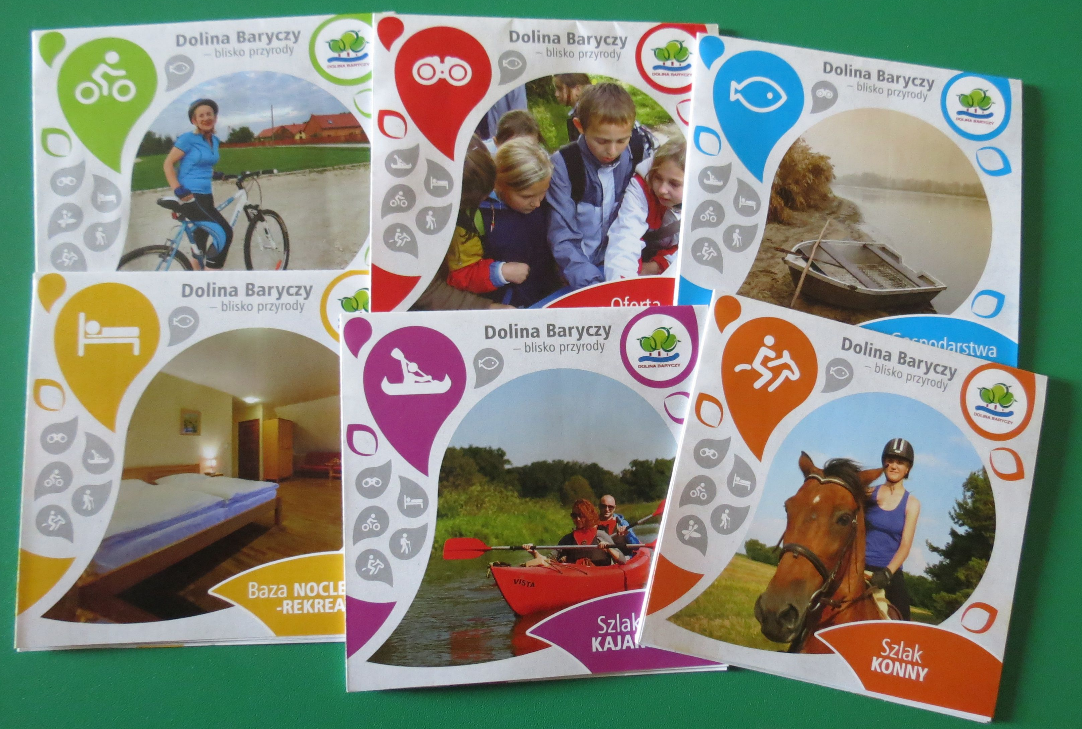 Dolina Baryczy
– blisko przyrody
DOLINA BARYCZY
Dolina Baryczy
– blisko przyrody
DOLINA BARYCZY
Oferta
Dolina Baryczy
– blisko przyrody
DOLINA BARYCZY
Gospodarstwa
Dolina Baryczy
– blisko przyrody
Baza NOCLE
-REKREA
Dolina Baryczy
– blisko przyrody
DOLINA BARYCZY
VISTA
Szlak
KAJAK
Dolina Baryczy
– blisko przyrody
DOLINA BARYCZY
Szlak
KONNY